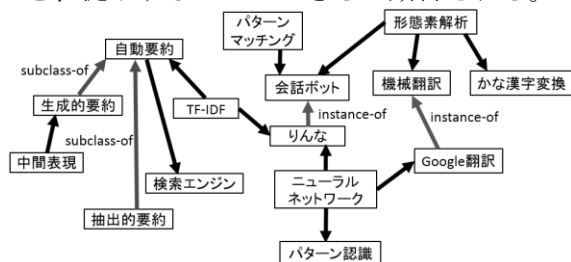 パターン
マッチング
形態素解析
自動要約
subclass-of
会話ボット
機械翻訳
かな漢字変換
生成的要約
TF-IDF
instance-of
instance-of
subclass-of
りんな
中間表現
Google翻訳
検索エンジン
ニューラル
ネットワーク
抽出的要約
パターン認識